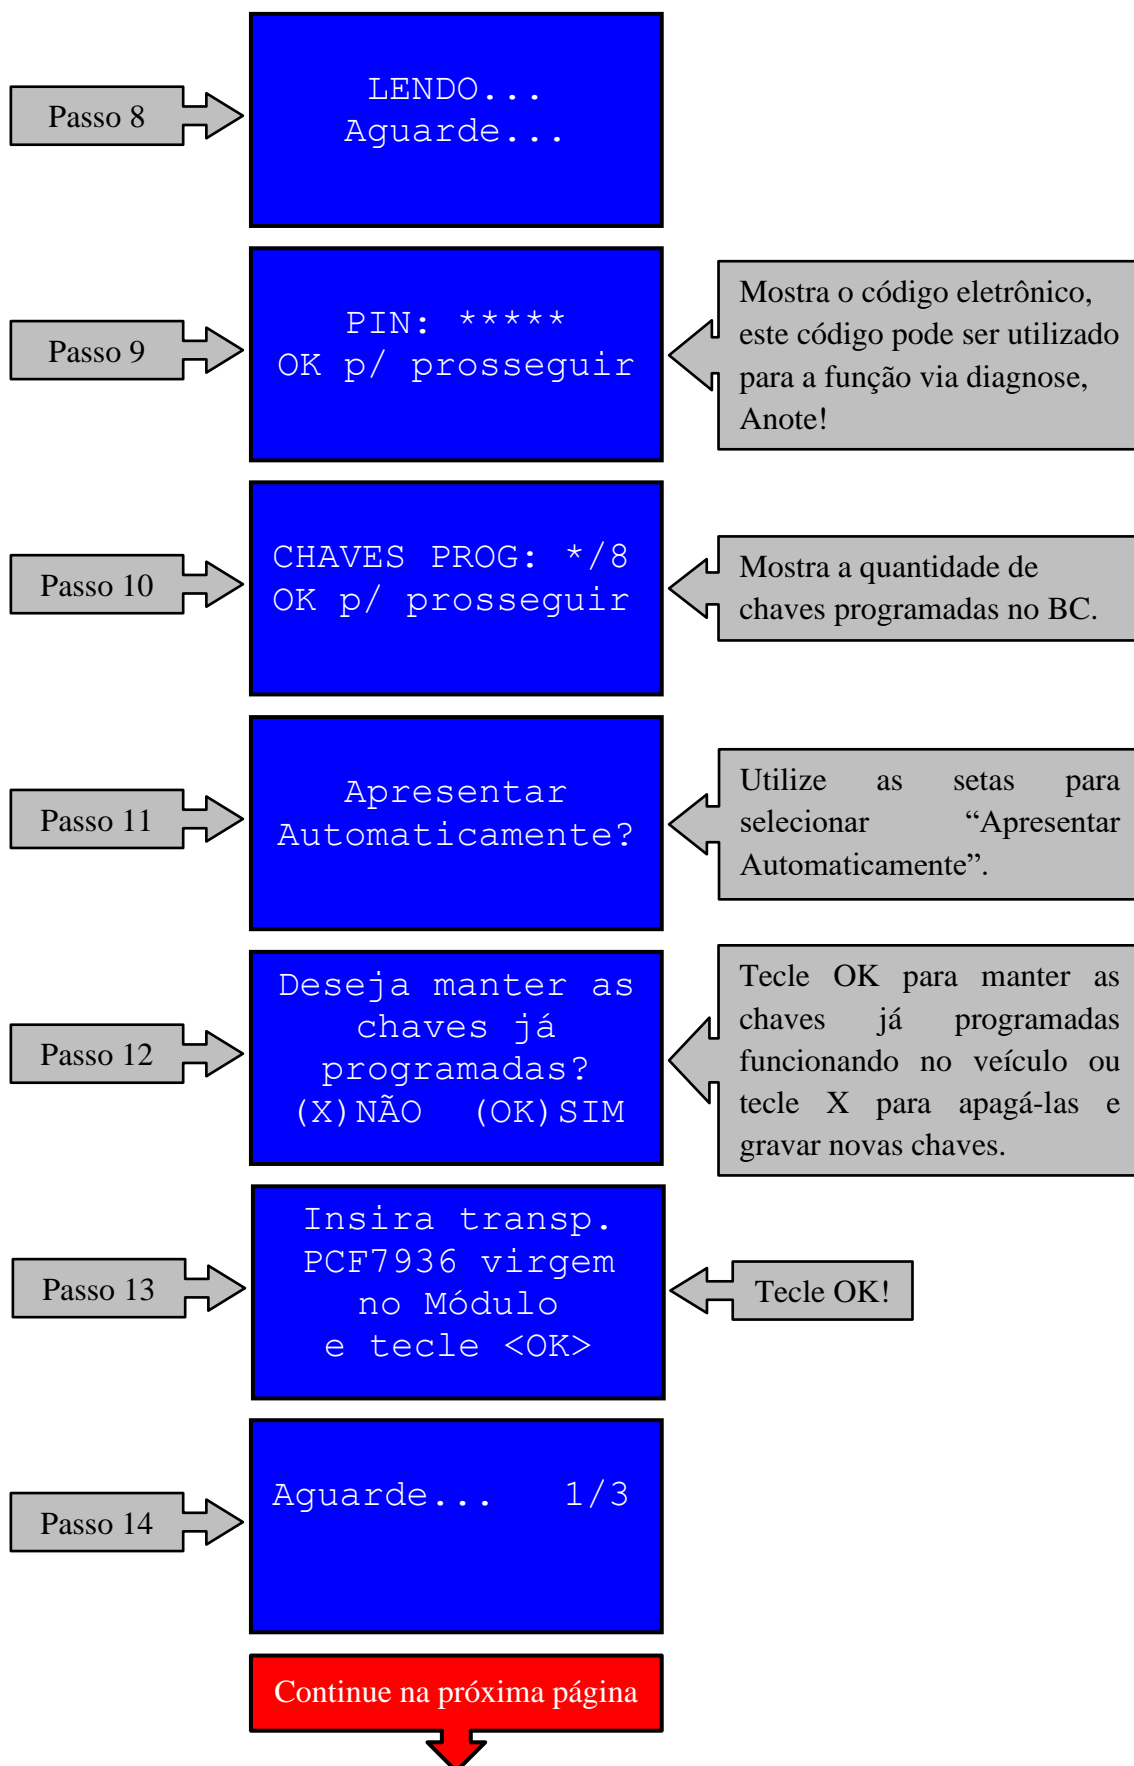 Passo 8
LENDO...
Aguarde...
Passo 9
PIN: *****
OK p/ prosseguir
Mostra o código eletrônico,
este código pode ser utilizado
para a função via diagnose,
Anote!
Passo 10
CHAVES PROG: */8
OK p/ prosseguir
Mostra a quantidade de
chaves programadas no BC.
Passo 11
Apresentar
Automaticamente?
Utilize as setas para
selecionar “Apresentar
Automaticamente”.
Passo 12
Deseja manter as
chaves já
programadas?
(X)NÃO (OK)SIM
Tecle OK para manter as
chaves já programadas
funcionando no veículo ou
tecle X para apagá-las e
gravar novas chaves.
Passo 13
Insira transp.
PCF7936 virgem
no Módulo
e tecle <OK>
Tecle OK!
Passo 14
Aguarde... 1/3
Continue na próxima página